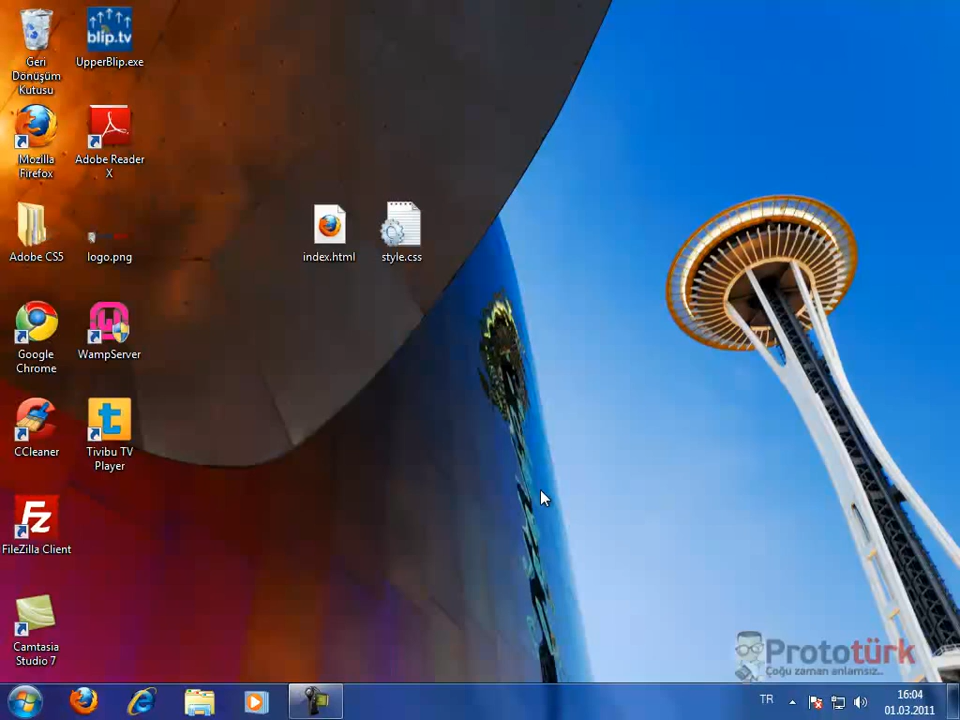 Geri
Dönüşüm
Kutusu
blip.tv
UpperBlip.exe
Mozilla
Firefox
Adobe Reader
X
Adobe CS5
logo.png
index.html
style.css
Google
Chrome
WampServer
CCleaner
t
Tivibu TV
Player
Fz
FileZilla Client
Camtasia
Studio 7
Prototürk
Çoğu zaman anlamsız..
TR
16:04
01.03.2011